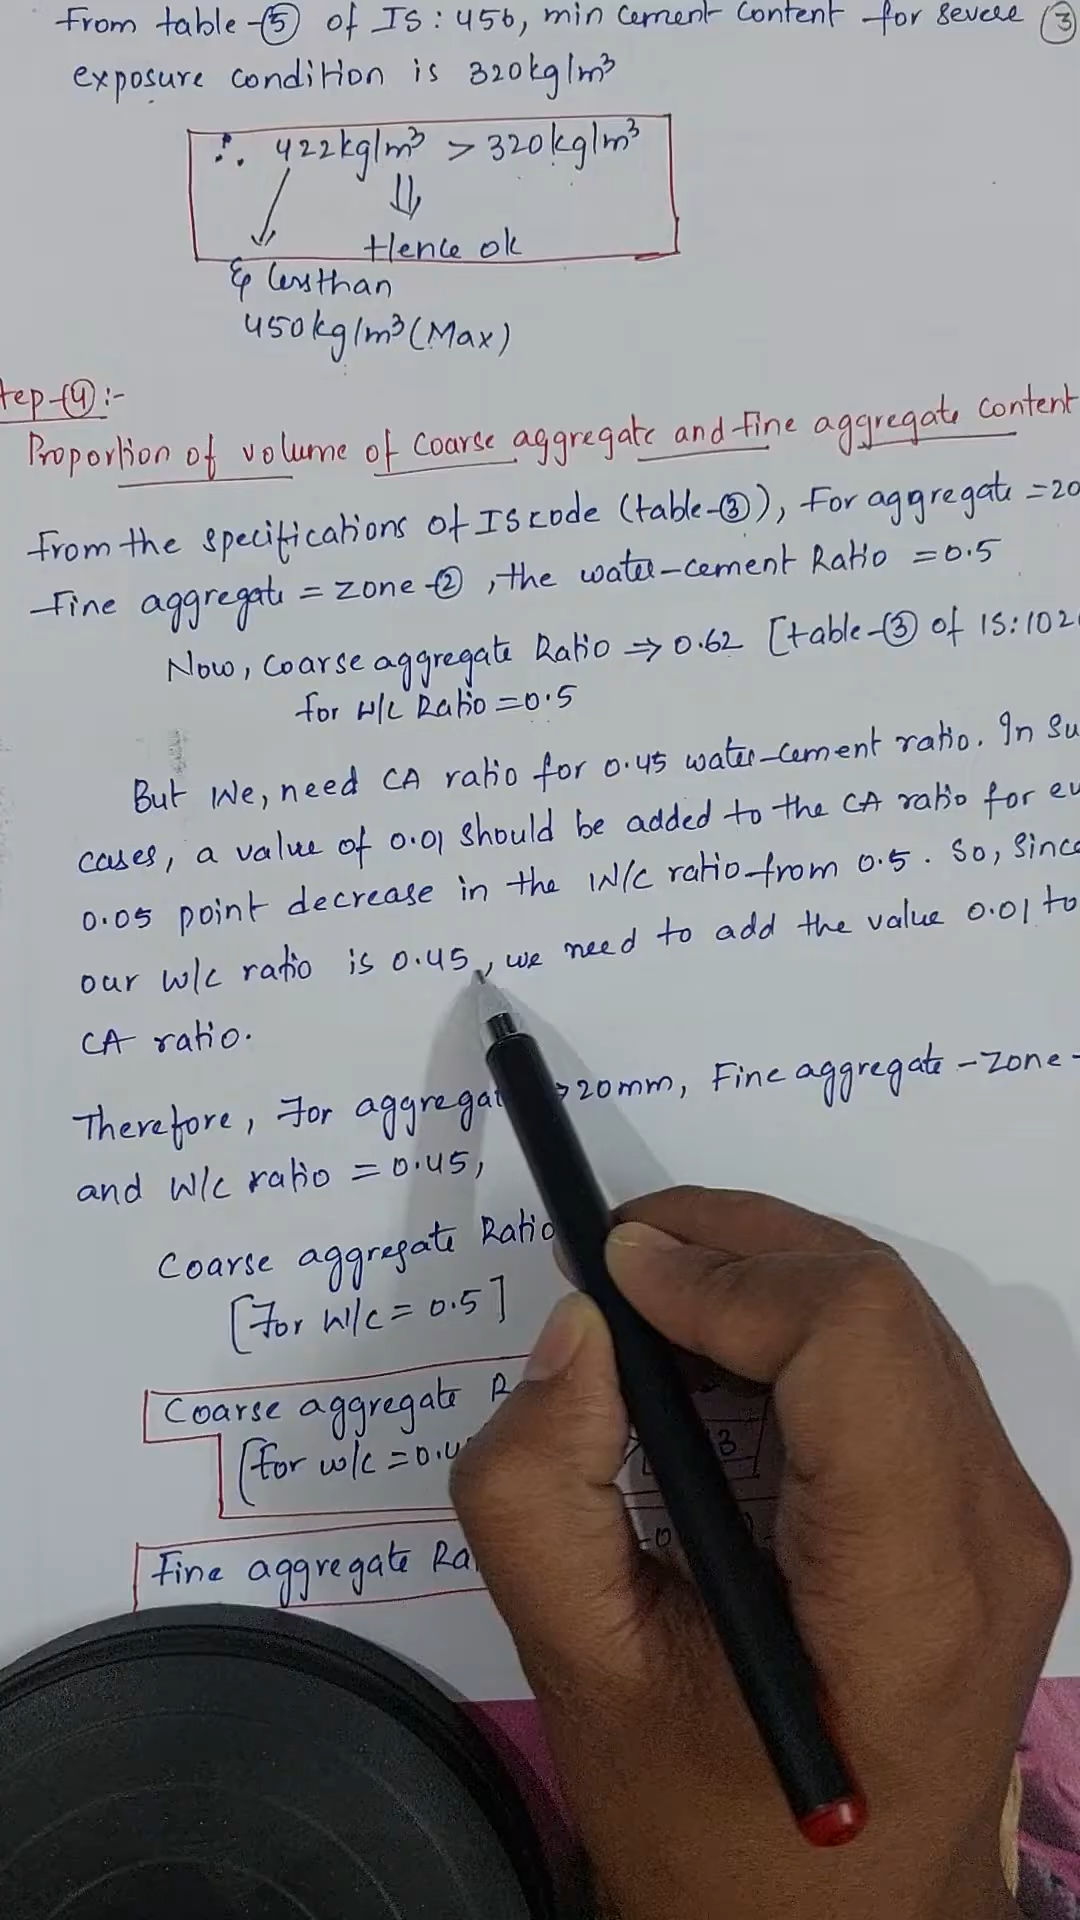 From table-⑤ of IS: 456, min cement content for severe ③
exposure condition is 320kg/m³
∴ 422kg/m³ > 320kg/m³
⇓
Hence ok
& less than
450kg/m³ (Max)
tep-④:-
Proportion of volume of Coarse aggregate and fine aggregate content
From the specifications of IS code (table-③), For aggregate = 20
Fine aggregate = zone-②, the water-cement Ratio = 0.5
Now, coarse aggregate Ratio ⇒ 0.62 [table-③ of IS: 102
for W/C Ratio = 0.5
But we, need CA ratio for 0.45 water-cement ratio. In su
cases, a value of 0.01 should be added to the CA ratio for ev
0.05 point decrease in the W/C ratio from 0.5. So, Since
our W/C ratio is 0.45, we need to add the value 0.01 to
CA ratio.
Therefore, For aggregat > 20mm, Fine aggregate - Zone -
and W/C ratio = 0.45,
Coarse aggregate Ratio
[For W/C = 0.5]
Coarse aggregate R
[for w/c = 0.4
3
Fine aggregate Ra